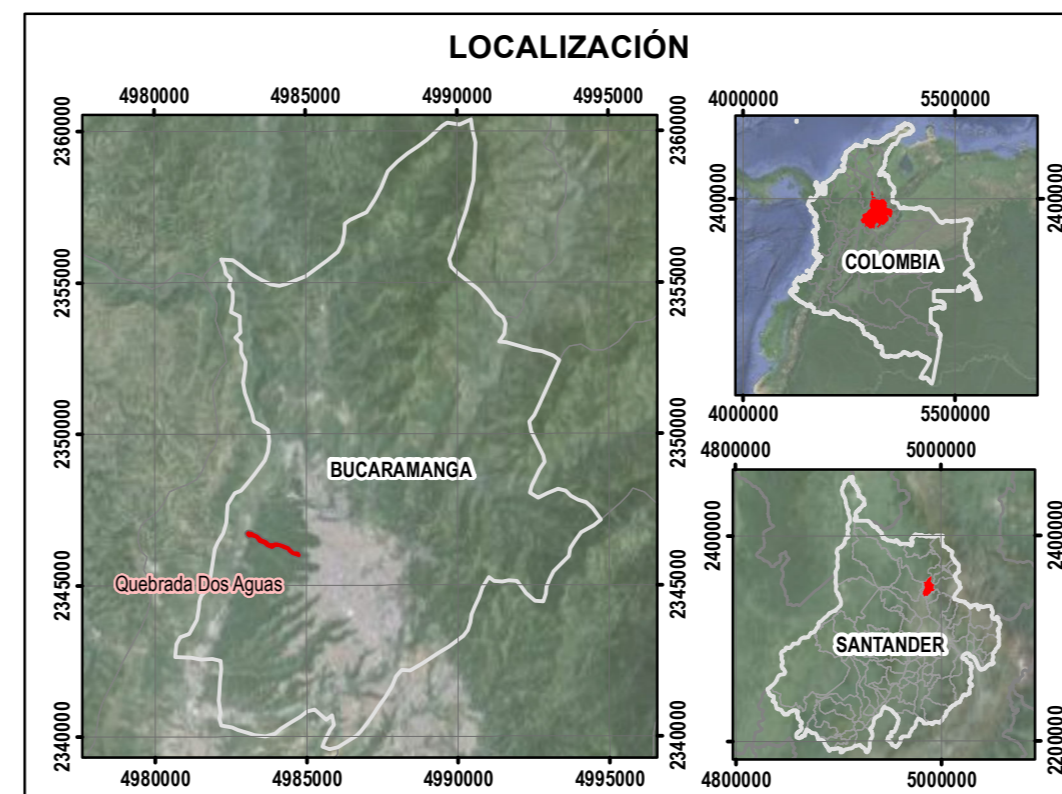 LOCALIZACIÓN
4980000 4985000 4990000 4995000
2360000 2360000
2355000 2355000
2350000 2350000
BUCARAMANGA
Quebrada Dos Aguas
2345000 2345000
2340000 2340000
4980000 4985000 4990000 4995000
4000000 5500000
2400000 2400000
COLOMBIA
4000000 5500000
4800000 5000000
2400000 2400000
SANTANDER
2200000
4800000 5000000